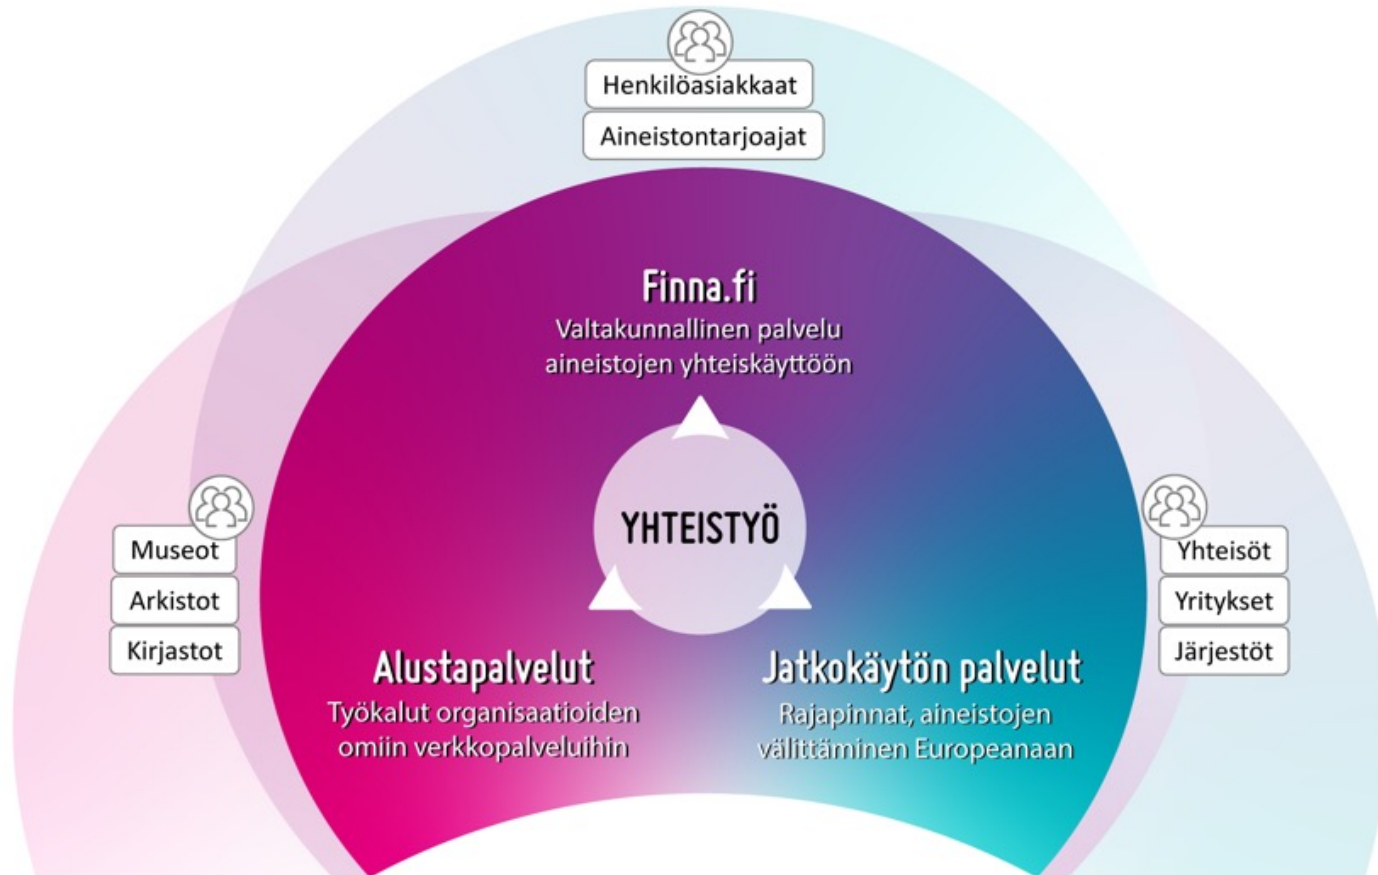 Henkilöasiakkaat
Aineistontarjoajat
Finna.fi
Valtakunnallinen palvelu
aineistojen yhteiskäyttöön
YHTEISTYÖ
Museot
Arkistot
Kirjastot
Yhteisöt
Yritykset
Järjestöt
Alustapalvelut
Työkalut organisaatioiden
omiin verkkopalveluihin
Jatkokäytön palvelut
Rajapinnat, aineistojen
välittäminen Europeanaan